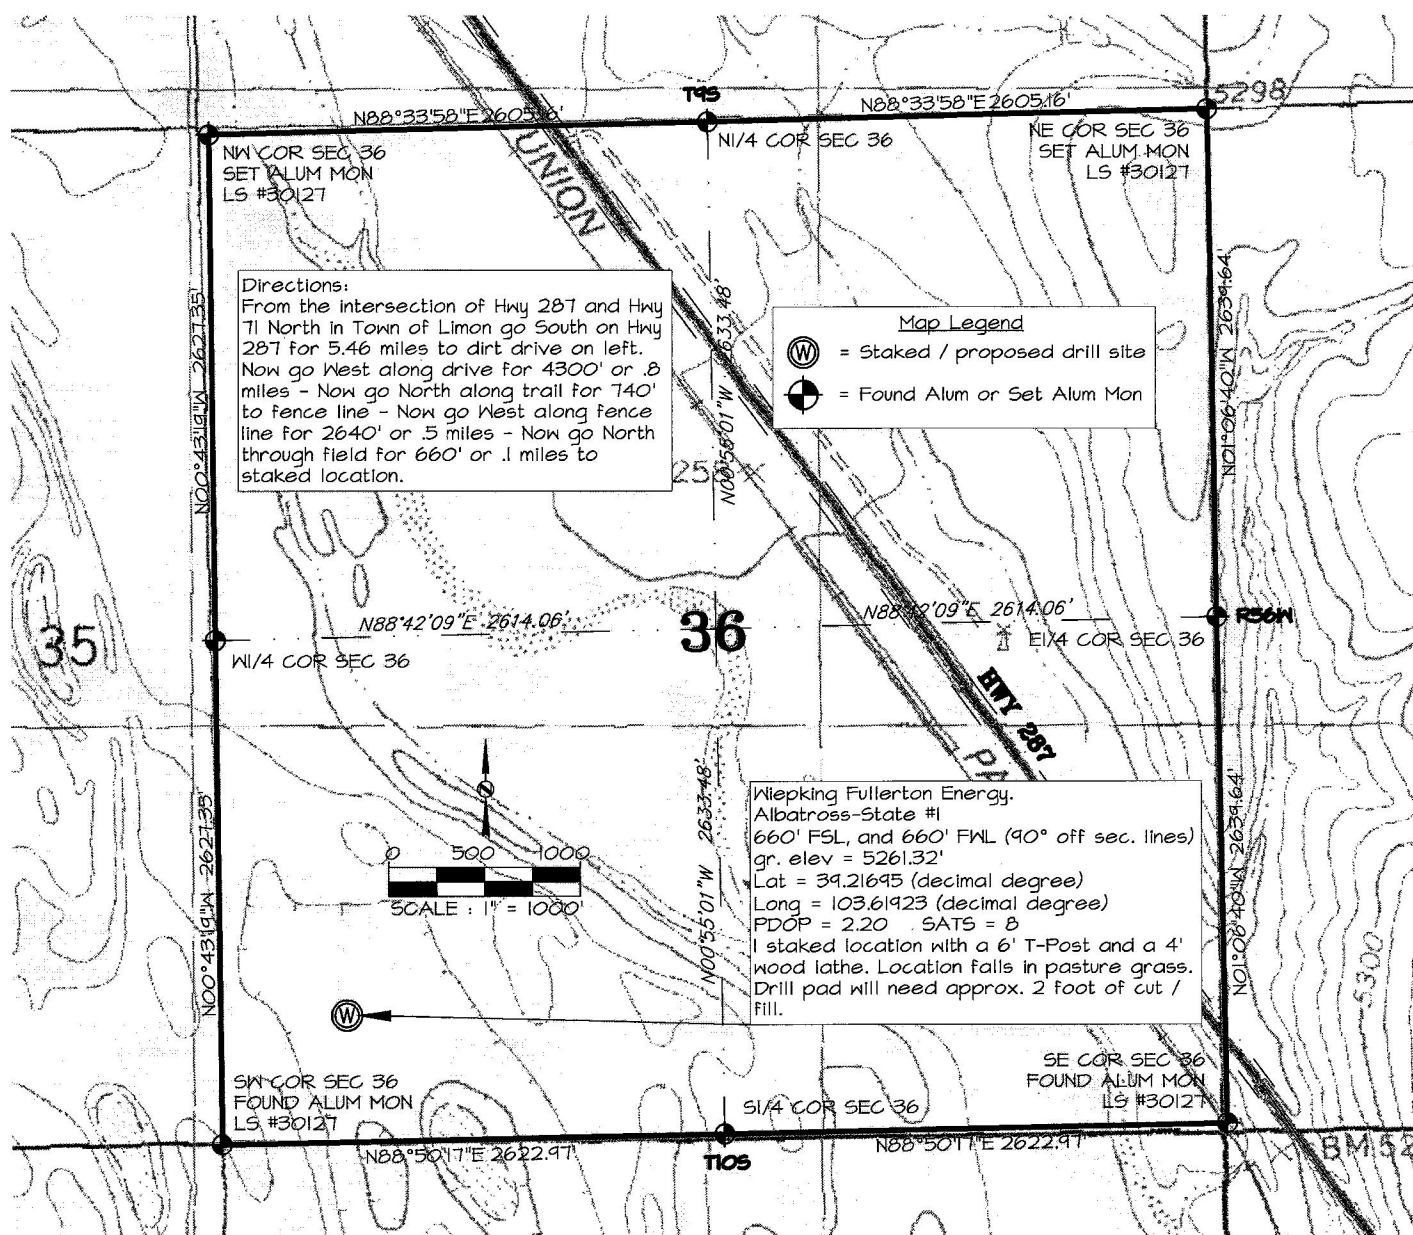 T9S
5298
N88°33'58"E 2605.16'
N88°33'58"E 2605.16'
NW COR SEC 36
SET ALUM MON
LS #30127
N1/4 COR SEC 36
NE COR SEC 36
SET ALUM MON
LS #30127
UNION
Directions:
From the intersection of Hwy 287 and Hwy
71 North in Town of Limon go South on Hwy
287 for 5.46 miles to dirt drive on left.
Now go West along drive for 4300' or .8
miles - Now go North along trail for 740'
to fence line - Now go West along fence
line for 2640' or .5 miles - Now go North
through field for 660' or .1 miles to
staked location.
Map Legend
W = Staked / proposed drill site
= Found Alum or Set Alum Mon
N00°43'19"W 2627.35'
N00°55'01"W 2633.48'
N01°06'40"W 2639.64'
35
36
N88°42'09"E 2614.06'
N88°42'09"E 2614.06'
R56W
W1/4 COR SEC 36
E1/4 COR SEC 36
HWY 287
PA
N
0 500 1000
SCALE : 1" = 1000'
N00°43'19"W 2627.35'
N00°55'01"W 2633.48'
N01°06'40"W 2639.64'
Wiepking Fullerton Energy.
Albatross-State #1
660' FSL, and 660' FWL (90° off sec. lines)
gr. elev = 5261.32'
Lat = 39.21695 (decimal degree)
Long = 103.61923 (decimal degree)
PDOP = 2.20 SATS = 8
I staked location with a 6' T-Post and a 4'
wood lathe. Location falls in pasture grass.
Drill pad will need approx. 2 foot of cut /
fill.
5300
W
SW COR SEC 36
FOUND ALUM MON
LS #30127
S1/4 COR SEC 36
SE COR SEC 36
FOUND ALUM MON
LS #30127
N88°50'17"E 2622.97'
T10S
N88°50'17"E 2622.97'
BM 52